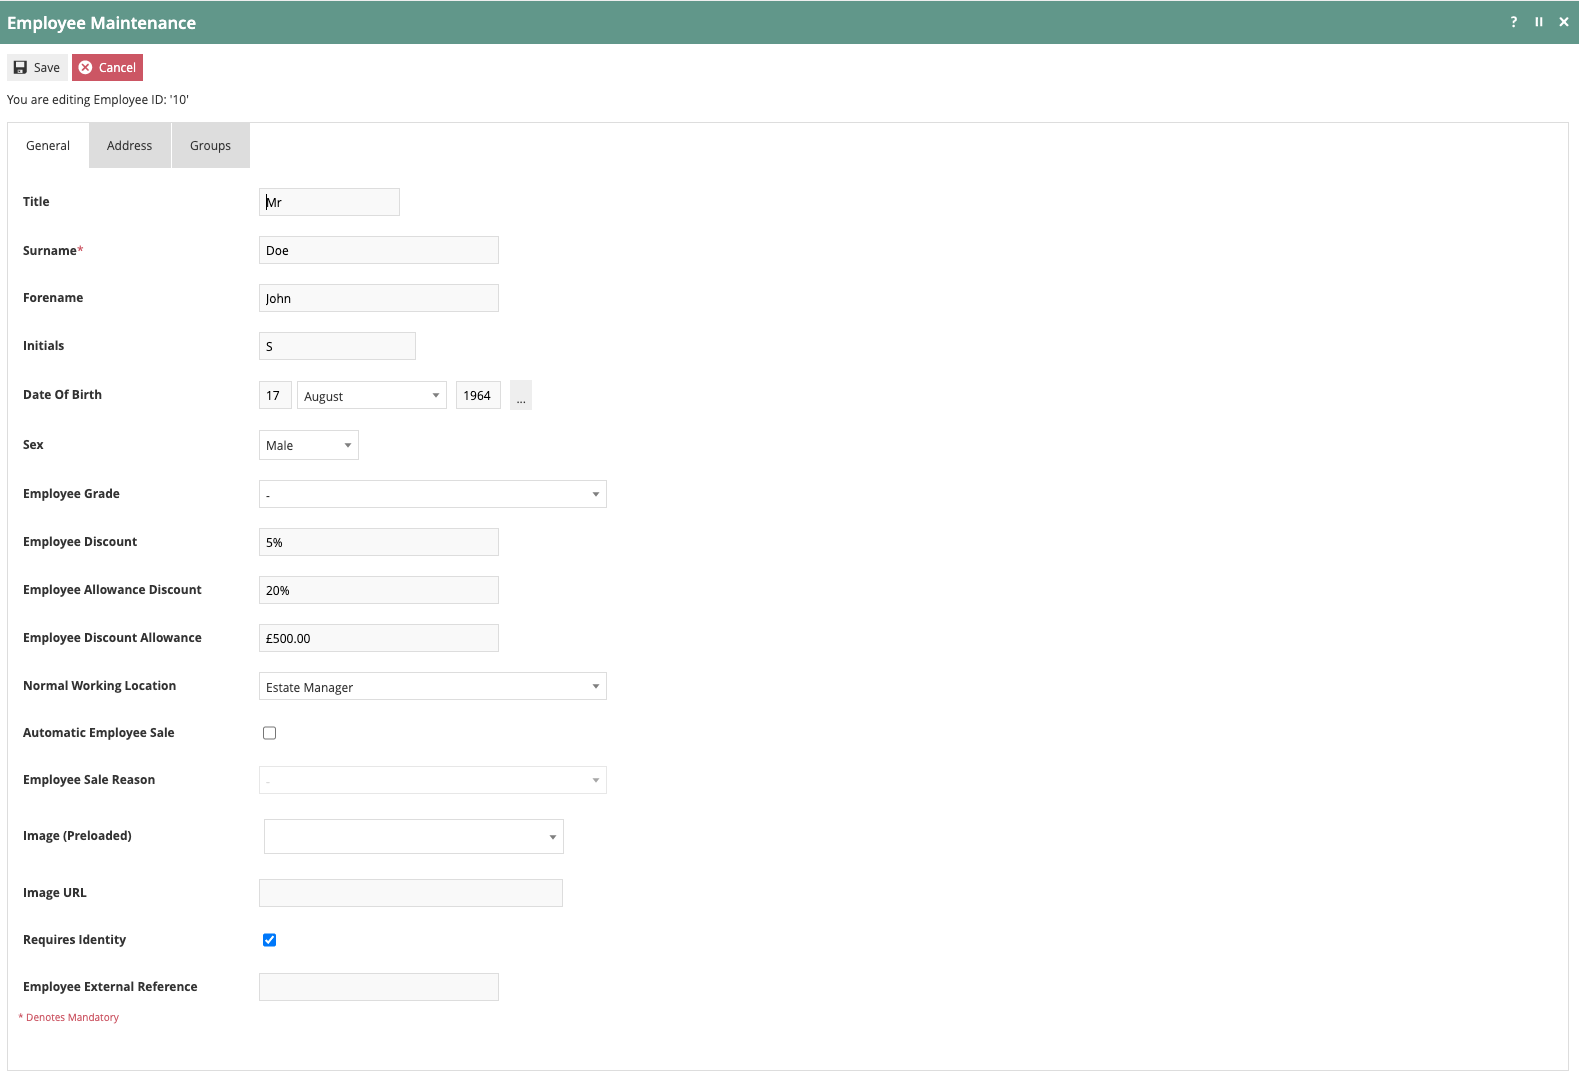 Employee Maintenance ? II ×
Save Cancel
You are editing Employee ID: '10'
General Address Groups
Title Mr
Surname* Doe
Forename John
Initials S
Date Of Birth 17 August 1964 ...
Sex Male
Employee Grade -
Employee Discount 5%
Employee Allowance Discount 20%
Employee Discount Allowance £500.00
Normal Working Location Estate Manager
Automatic Employee Sale
Employee Sale Reason -
Image (Preloaded)
Image URL
Requires Identity
Employee External Reference
* Denotes Mandatory